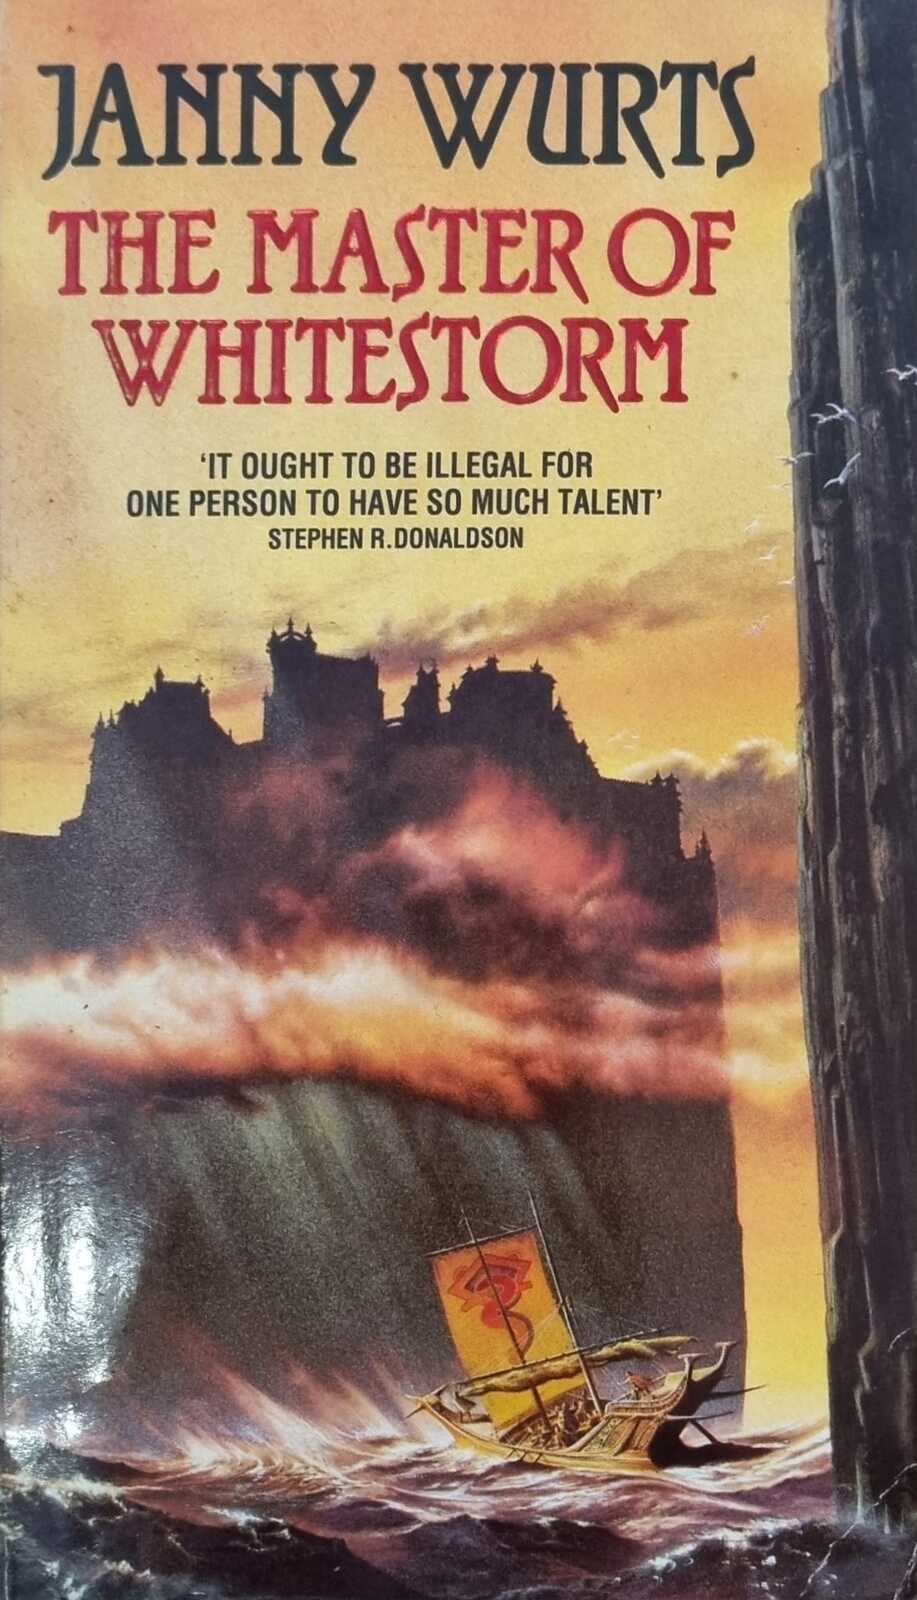 JANNY WURTS
THE MASTER OF
WHITESTORM
‘IT OUGHT TO BE ILLEGAL FOR
ONE PERSON TO HAVE SO MUCH TALENT’
STEPHEN R.DONALDSON